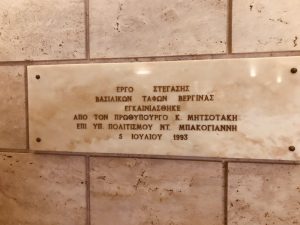 ΕΡΓΟ ΣΤΕΓΑΣΗΣ
ΒΑΣΙΛΙΚΩΝ ΤΑΦΩΝ ΒΕΡΓΙΝΑΣ
ΕΓΚΑΙΝΙΑΣΘΗΚΕ
ΑΠΟ ΤΟΝ ΠΡΩΘΥΠΟΥΡΓΟ Κ. ΜΗΤΣΟΤΑΚΗ
ΕΠΙ ΥΠ. ΠΟΛΙΤΙΣΜΟΥ ΝΤ. ΜΠΑΚΟΓΙΑΝΝΗ
5 ΙΟΥΛΙΟΥ 1993